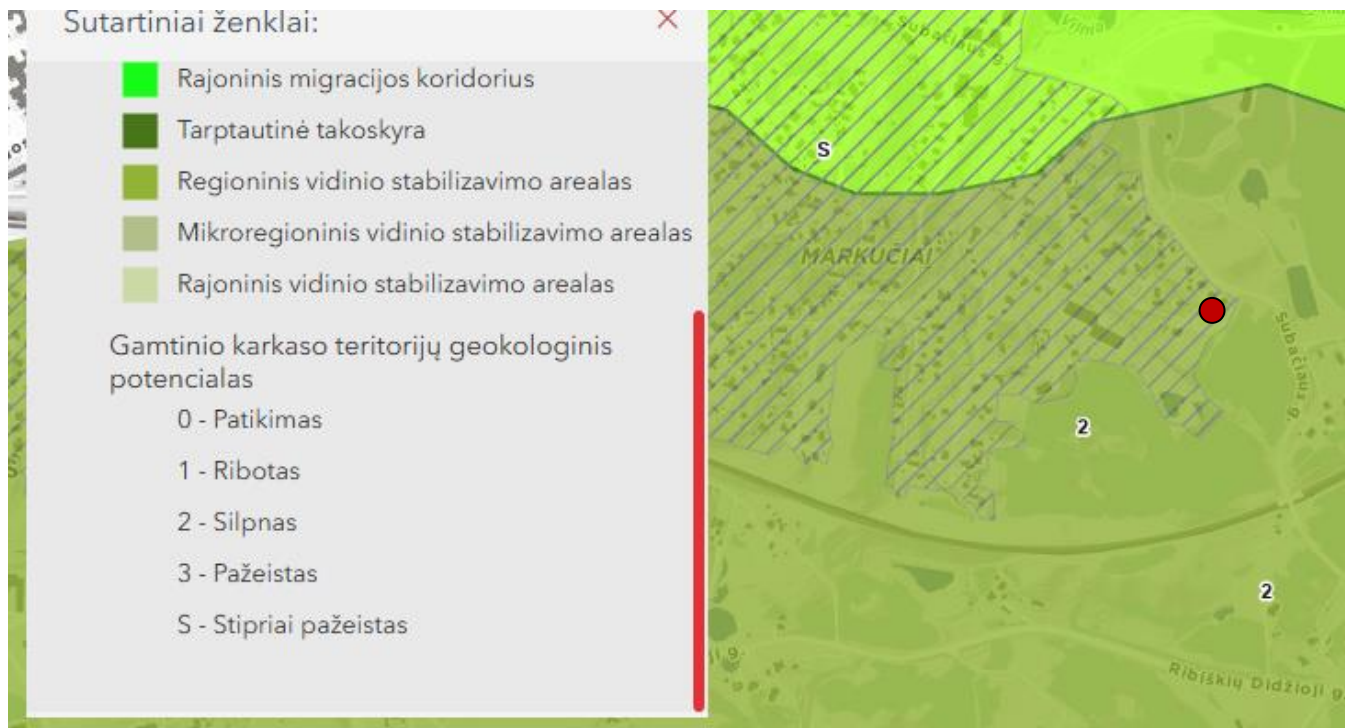 Sutartiniai ženklai:
Rajoninis migracijos koridorius
Tarptautinė takoskyra
Regioninis vidinio stabilizavimo arealas
Mikroregioninis vidinio stabilizavimo arealas
Rajoninis vidinio stabilizavimo arealas
Gamtinio karkaso teritorijų geokologinis
potencialas
0 - Patikimas
1 - Ribotas
2 - Silpnas
3 - Pažeistas
S - Stipriai pažeistas
Subačiaus g.
S
MARKUČIAI
Subačiaus g.
2
2
Ribiškių Didžioji g.